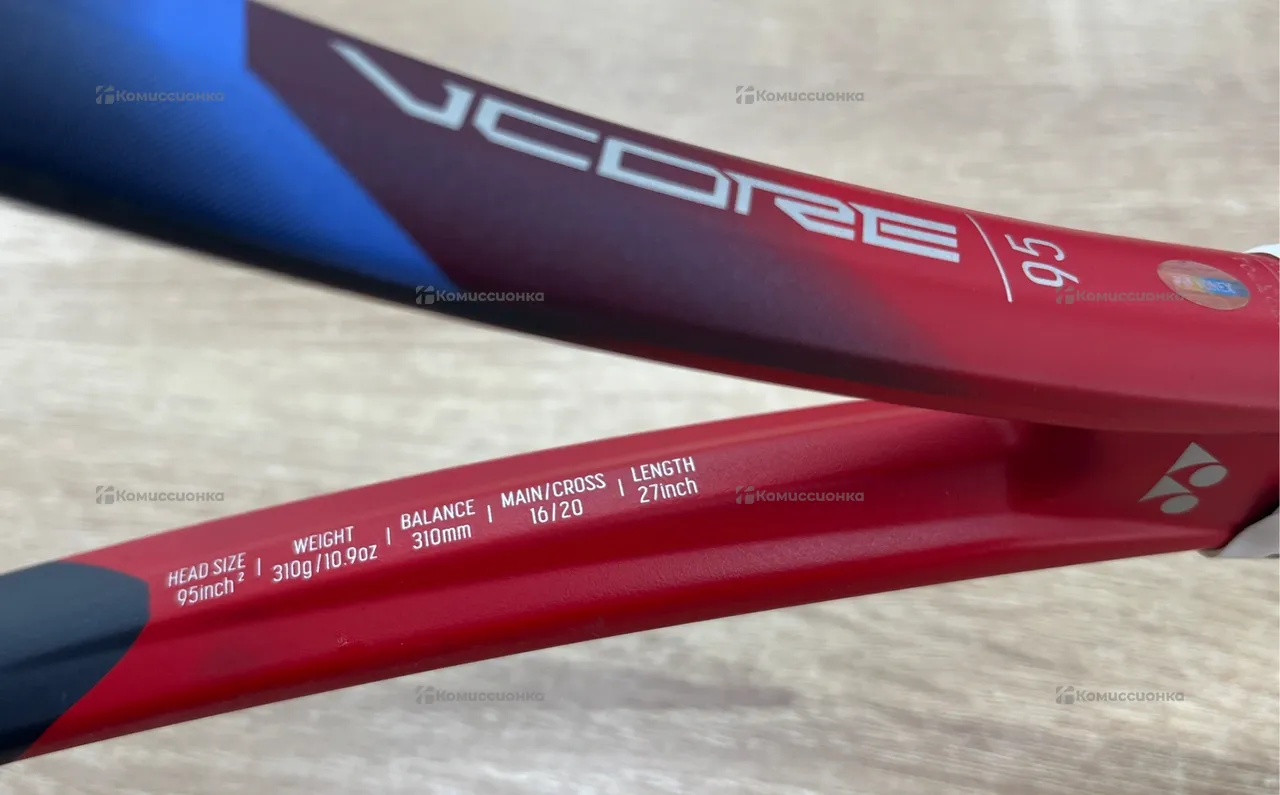 Комиссионка
Комиссионка
VCORE 95
YONEX
Комиссионка
Комиссионка
HEAD SIZE | WEIGHT | BALANCE | MAIN/CROSS | LENGTH
95inch² 310g/10.9oz 310mm 16/20 27inch
Комиссионка
Комиссионка
Комиссионка
Комиссионка